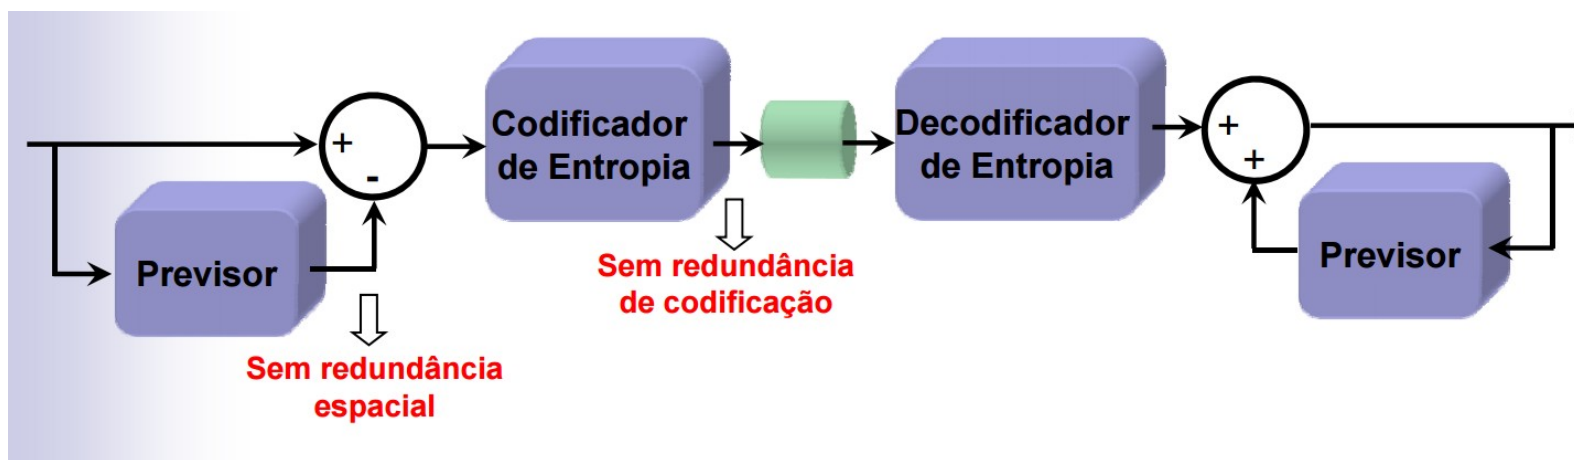 Codificador
de Entropia
Decodificador
de Entropia
+
-
+
+
Previsor
Sem redundância
espacial
Sem redundância
de codificação
Previsor